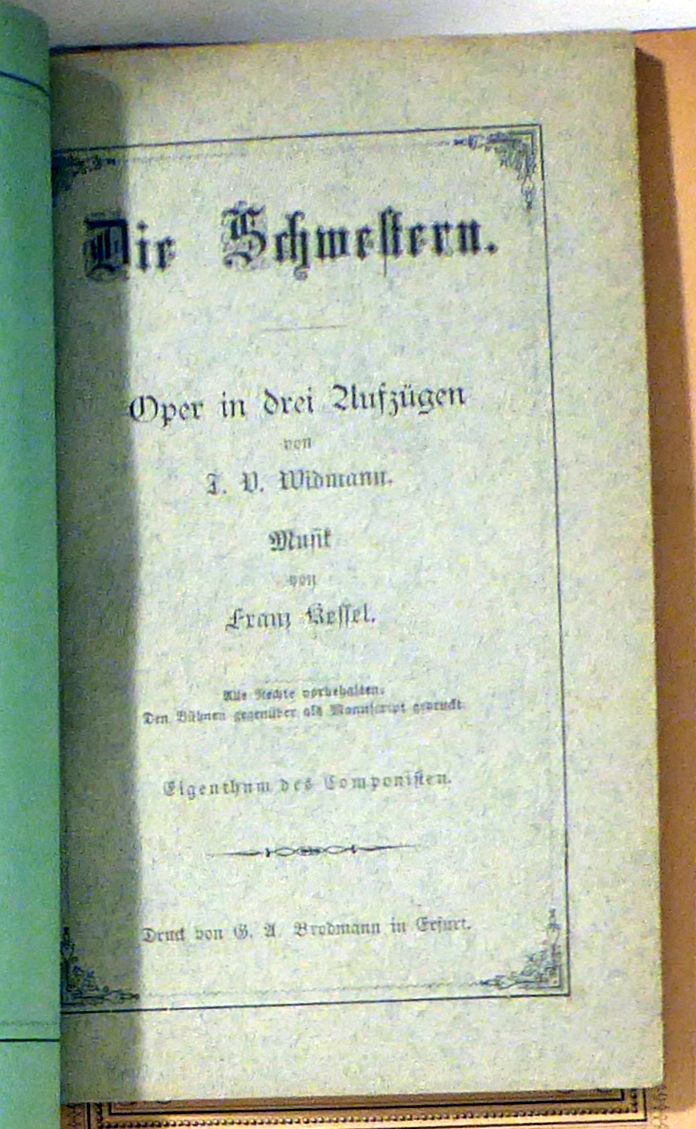 Die Schwestern.
Oper in drei Aufzügen
von
J. V. Widmann.
Musik
von
Franz Kessel.
Alle Rechte vorbehalten.
Den Bühnen gegenüber als Manuscript gedruckt.
Eigenthum des Componisten.
Druck von G. A. Brodmann in Erfurt.